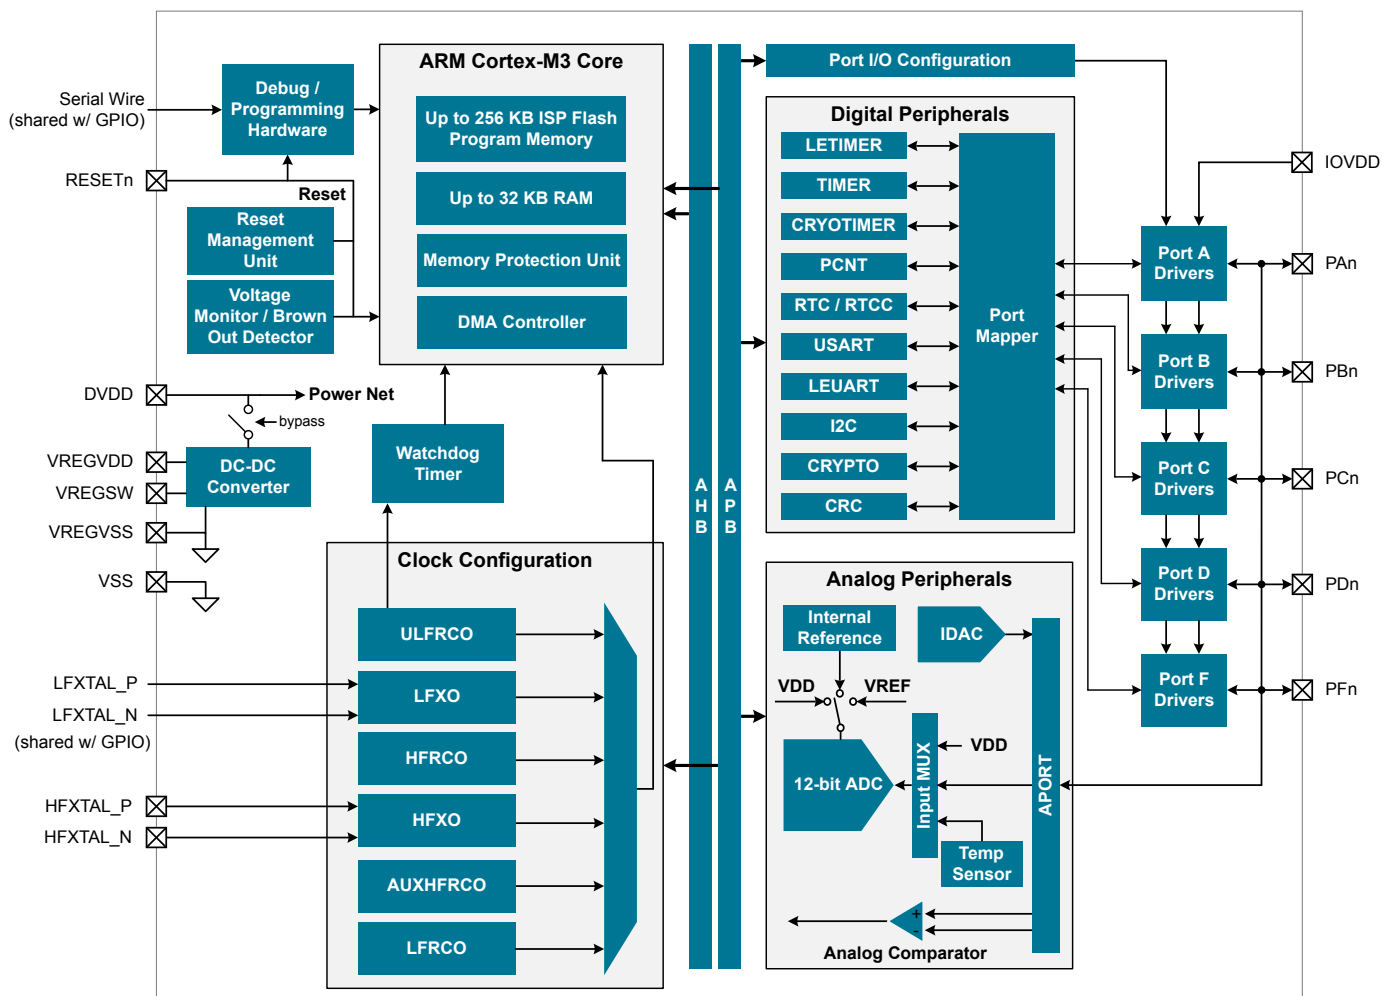 Serial Wire
(shared w/ GPIO)
RESETn
Debug /
Programming
Hardware
Reset
Reset
Management
Unit
Voltage
Monitor / Brown
Out Detector
ARM Cortex-M3 Core
Up to 256 KB ISP Flash
Program Memory
Up to 32 KB RAM
Memory Protection Unit
DMA Controller
DVDD
Power Net
bypass
VREGVDD
VREGSW
VREGVSS
VSS
DC-DC
Converter
Watchdog
Timer
Clock Configuration
ULFRCO
LFXO
HFRCO
HFXO
AUXHFRCO
LFRCO
LFXTAL_P
LFXTAL_N
(shared w/ GPIO)
HFXTAL_P
HFXTAL_N
AHB
APB
Port I/O Configuration
Digital Peripherals
LETIMER
TIMER
CRYOTIMER
PCNT
RTC / RTCC
USART
LEUART
I2C
CRYPTO
CRC
Port
Mapper
Analog Peripherals
Internal
Reference
IDAC
VDD
VREF
12-bit ADC
Input MUX
VDD
Temp
Sensor
APORT
+
-
Analog Comparator
Port A
Drivers
Port B
Drivers
Port C
Drivers
Port D
Drivers
Port F
Drivers
IOVDD
PAn
PBn
PCn
PDn
PFn